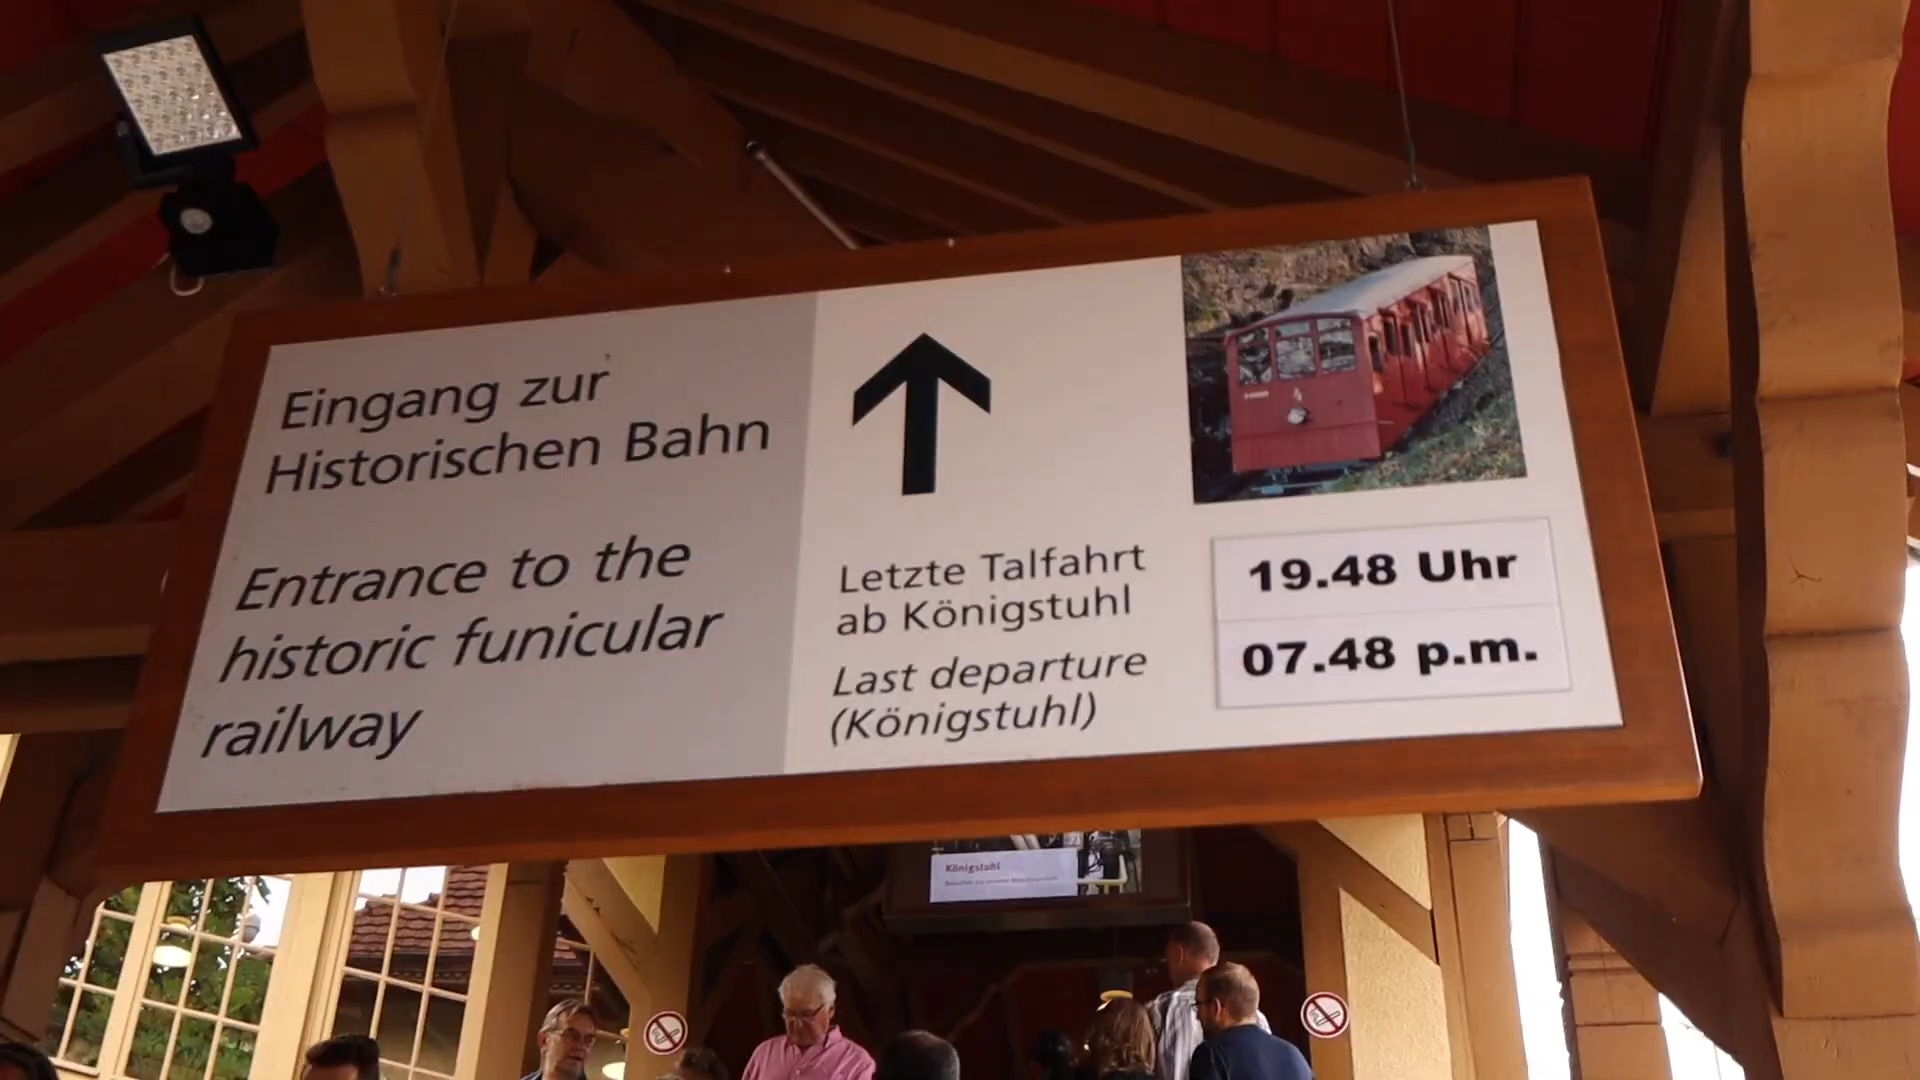 Eingang zur
Historischen Bahn
Entrance to the
historic funicular
railway
Letzte Talfahrt
ab Königstuhl
Last departure
(Königstuhl)
19.48 Uhr
07.48 p.m.
Königstuhl